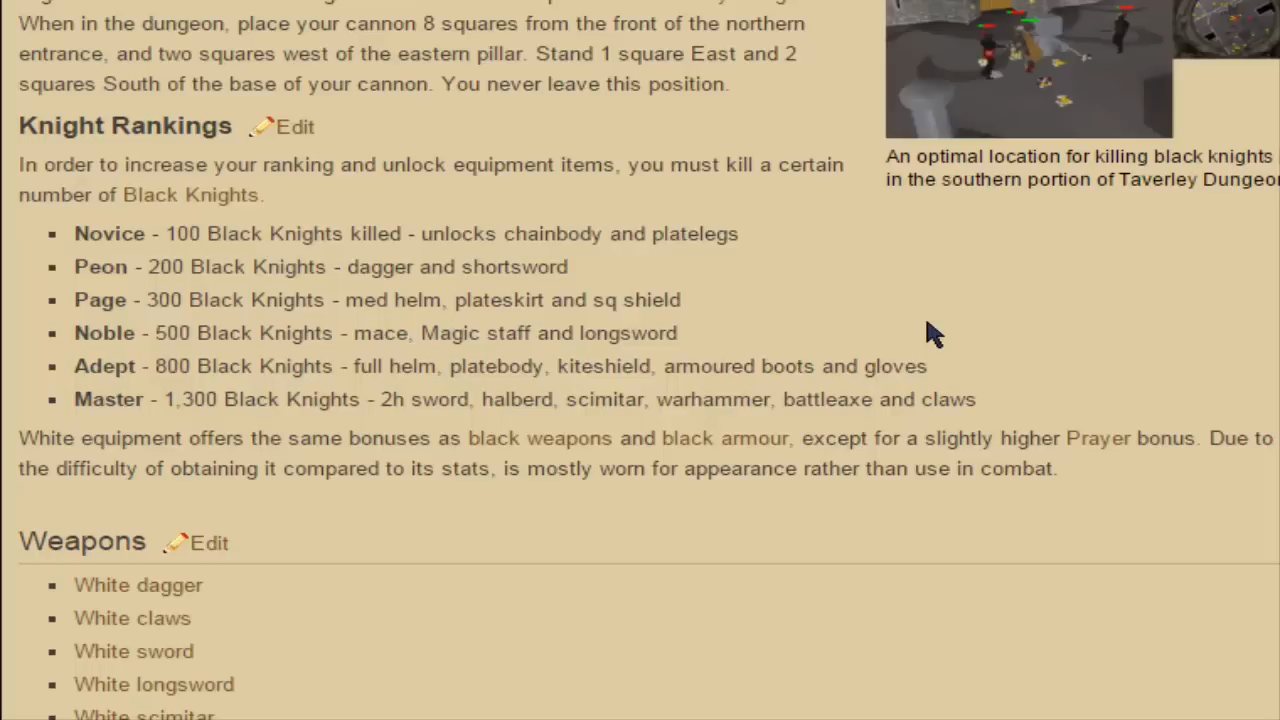 When in the dungeon, place your cannon 8 squares from the front of the northern
entrance, and two squares west of the eastern pillar. Stand 1 square East and 2
squares South of the base of your cannon. You never leave this position.
Knight Rankings Edit
An optimal location for killing black knights
in the southern portion of Taverley Dungeo
In order to increase your ranking and unlock equipment items, you must kill a certain
number of Black Knights.
▪ Novice - 100 Black Knights killed - unlocks chainbody and platelegs
▪ Peon - 200 Black Knights - dagger and shortsword
▪ Page - 300 Black Knights - med helm, plateskirt and sq shield
▪ Noble - 500 Black Knights - mace, Magic staff and longsword
▪ Adept - 800 Black Knights - full helm, platebody, kiteshield, armoured boots and gloves
▪ Master - 1,300 Black Knights - 2h sword, halberd, scimitar, warhammer, battleaxe and claws
White equipment offers the same bonuses as black weapons and black armour, except for a slightly higher Prayer bonus. Due to
the difficulty of obtaining it compared to its stats, is mostly worn for appearance rather than use in combat.
Weapons Edit
▪ White dagger
▪ White claws
▪ White sword
▪ White longsword
White scimitar